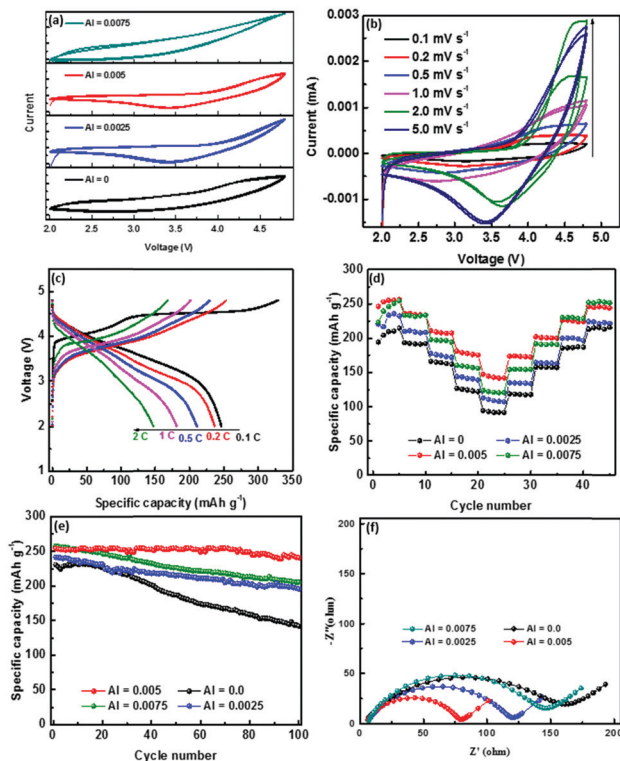 (a)
Al = 0.0075
Al = 0.005
Al = 0.0025
Al = 0
Current
2.0 2.5 3.0 3.5 4.0 4.5
Voltage (V)
(b)
0.003
0.002
0.001
0.000
-0.001
Current (mA)
0.1 mV s⁻¹
0.2 mV s⁻¹
0.5 mV s⁻¹
1.0 mV s⁻¹
2.0 mV s⁻¹
5.0 mV s⁻¹
2.0 2.5 3.0 3.5 4.0 4.5 5.0
Voltage (V)
(c)
6
5
4
3
2
1
Voltage (V)
2 C 1 C 0.5 C 0.2 C 0.1 C
0 50 100 150 200 250 300 350
Specific capacity (mAh g⁻¹)
(d)
300
250
200
150
100
50
0
Specific capacity (mAh g⁻¹)
Al = 0 Al = 0.0025
Al = 0.005 Al = 0.0075
0 10 20 30 40
Cycle number
(e)
300
250
200
150
100
50
0
Specific capacity (mAh g⁻¹)
Al = 0.005 Al = 0.0
Al = 0.0075 Al = 0.0025
0 20 40 60 80 100
Cycle number
(f)
-200
-150
-100
-50
0
-Z''(ohm)
Al = 0.0075 Al = 0.0
Al = 0.0025 Al = 0.005
0 50 100 150 200
Z' (ohm)